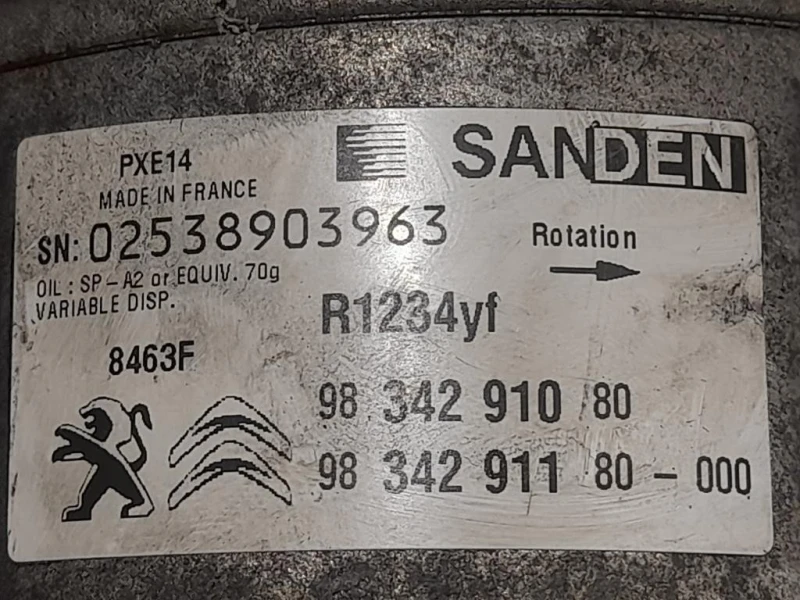 PXE14
SANDEN
MADE IN FRANCE
SN: 02538903963
Rotation
OIL : SP-A2 or EQUIV. 70g
VARIABLE DISP.
R1234yf
8463F
98 342 910 80
98 342 911 80 - 000